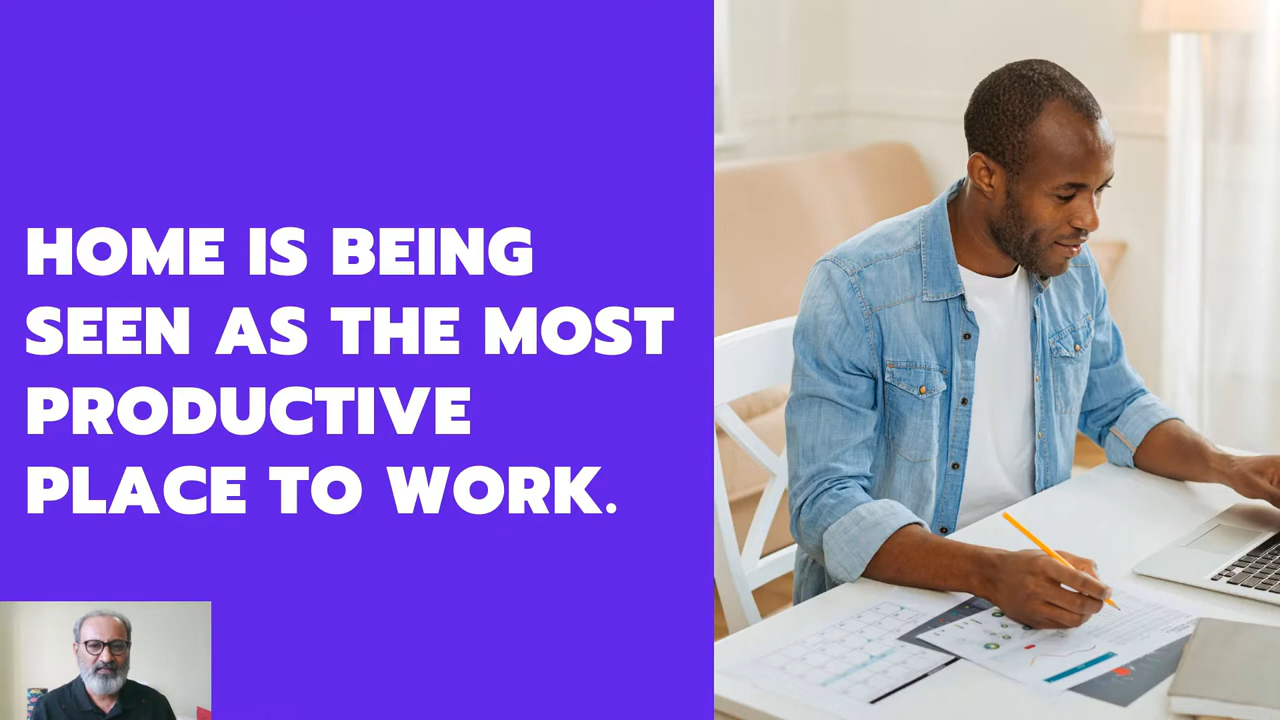 HOME IS BEING
SEEN AS THE MOST
PRODUCTIVE
PLACE TO WORK.